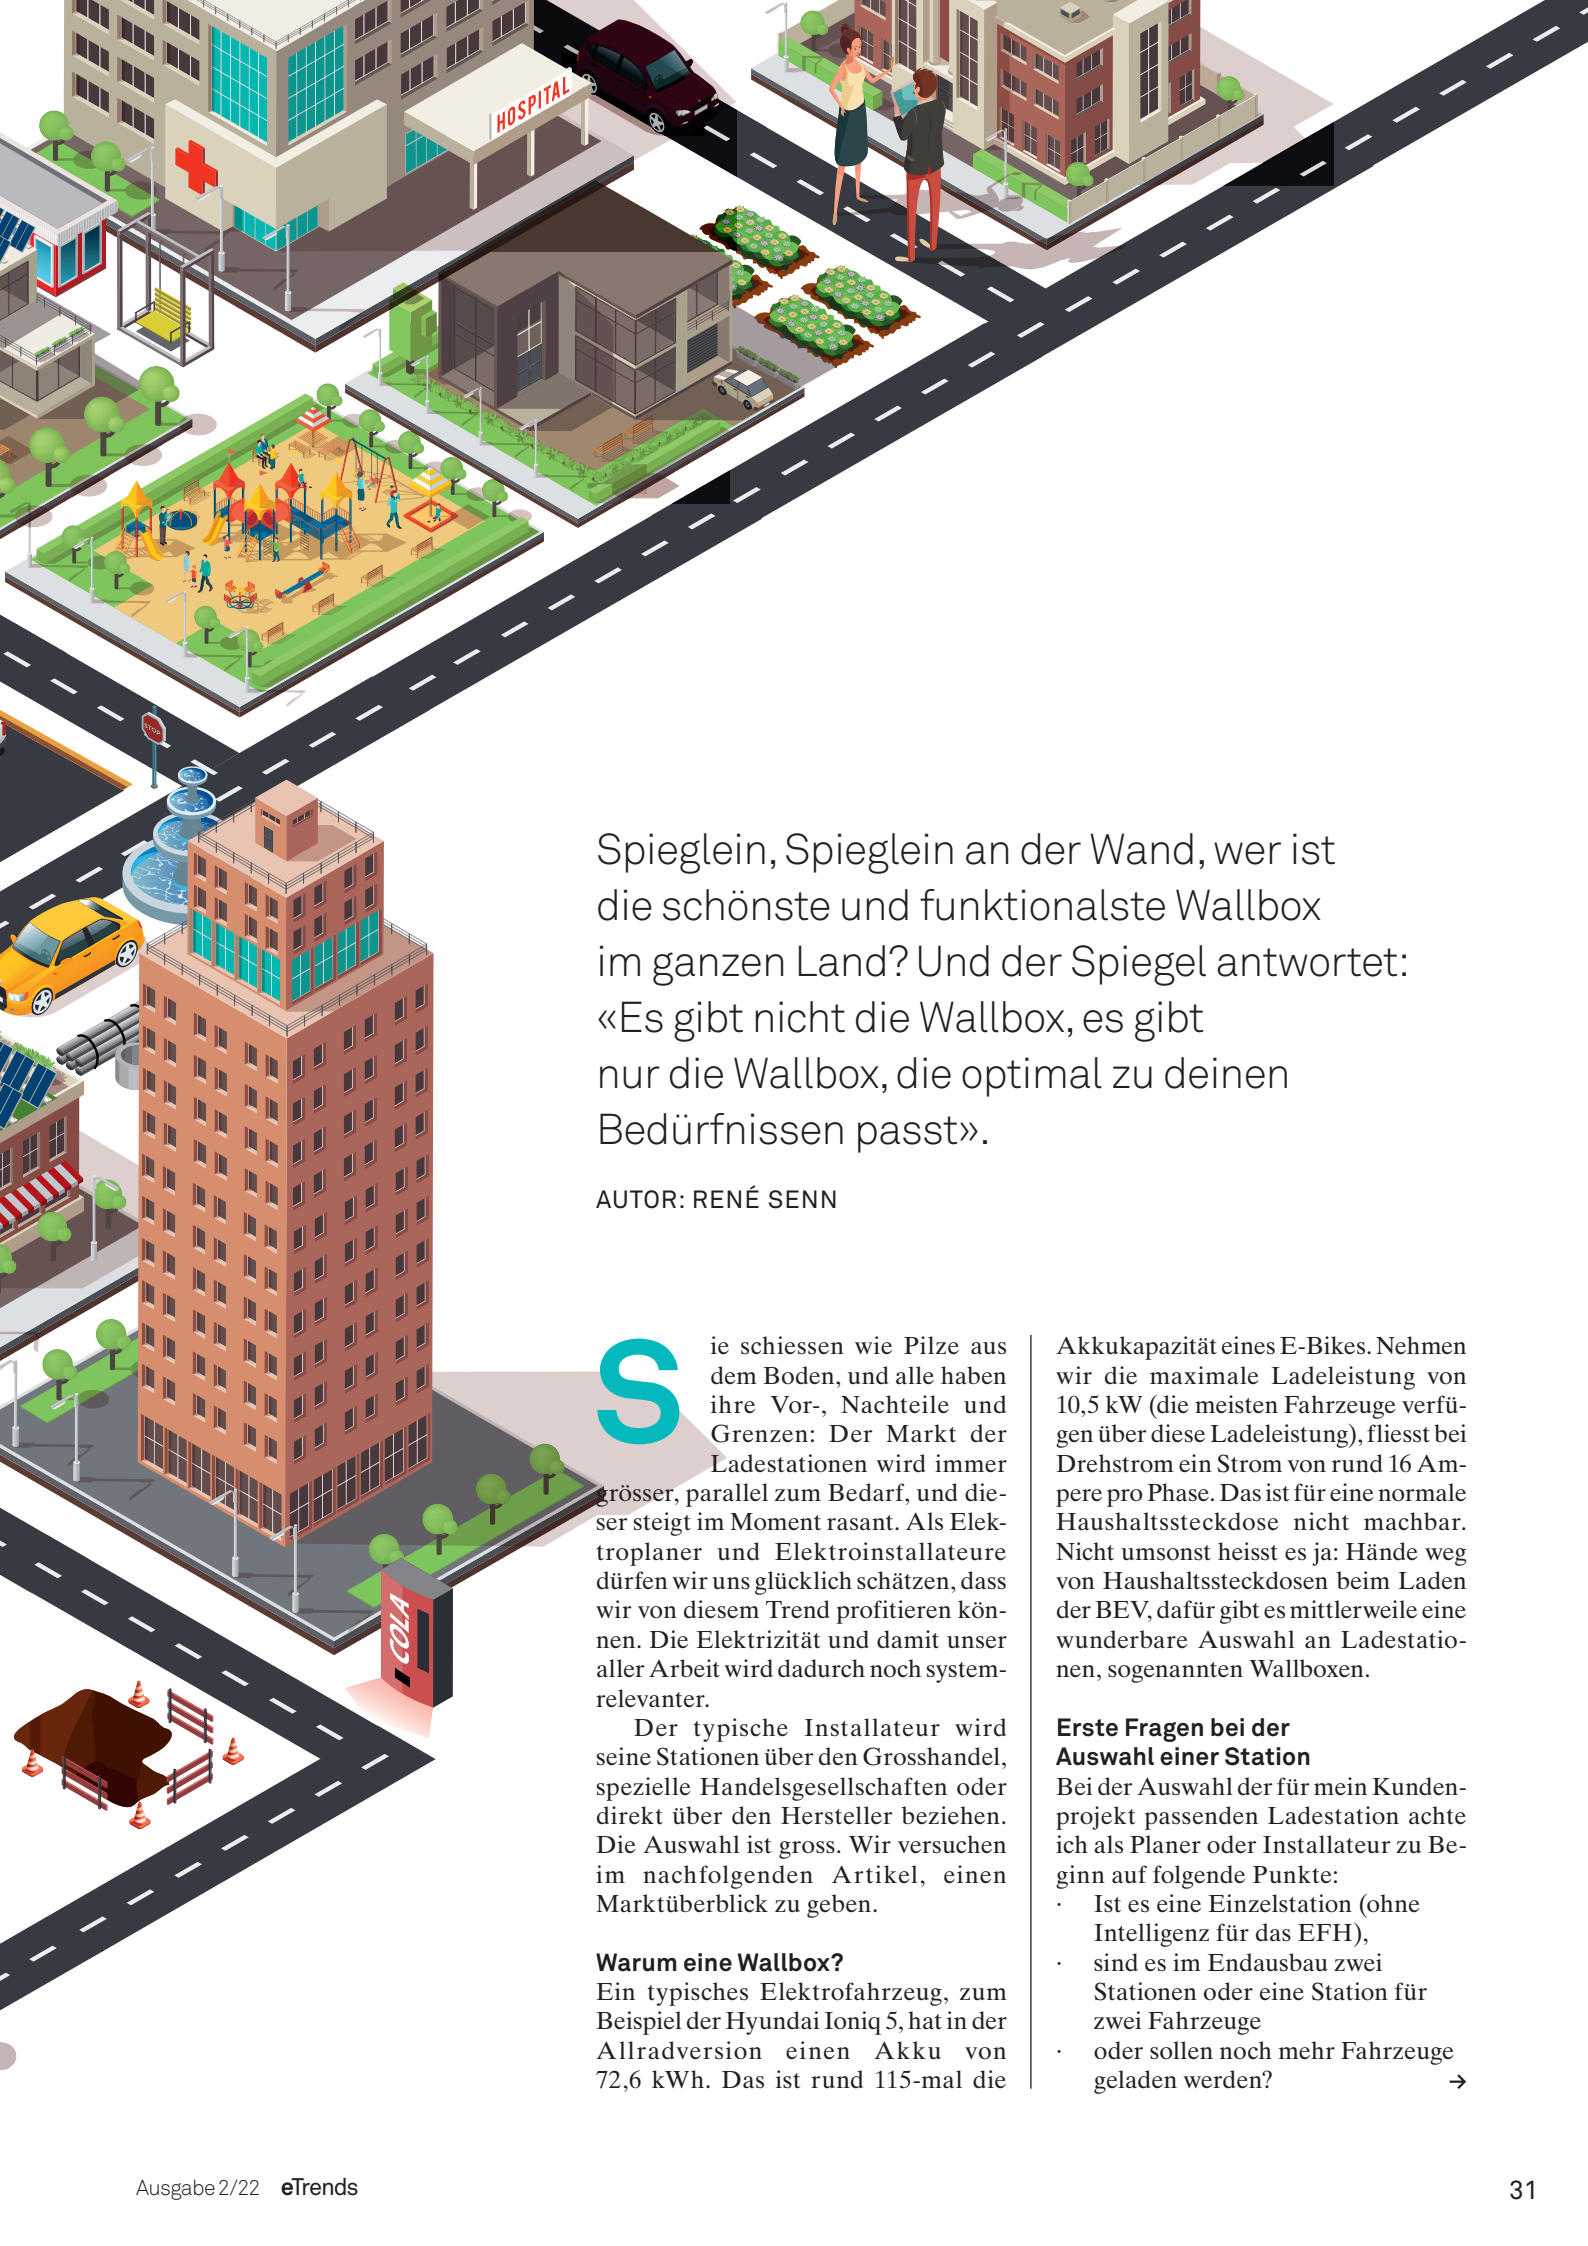 HOSPITAL
STOP
Spieglein, Spieglein an der Wand, wer ist
die schönste und funktionalste Wallbox
im ganzen Land? Und der Spiegel antwortet:
«Es gibt nicht die Wallbox, es gibt
nur die Wallbox, die optimal zu deinen
Bedürfnissen passt».
AUTOR: RENÉ SENN
Sie schiessen wie Pilze aus
dem Boden, und alle haben
ihre Vor-, Nachteile und
Grenzen: Der Markt der
Ladestationen wird immer
grösser, parallel zum Bedarf, und die-
ser steigt im Moment rasant. Als Elek-
troplaner und Elektroinstallateure
dürfen wir uns glücklich schätzen, dass
wir von diesem Trend profitieren kön-
nen. Die Elektrizität und damit unser
aller Arbeit wird dadurch noch system-
relevanter.
Der typische Installateur wird
seine Stationen über den Grosshandel,
spezielle Handelsgesellschaften oder
direkt über den Hersteller beziehen.
Die Auswahl ist gross. Wir versuchen
im nachfolgenden Artikel, einen
Marktüberblick zu geben.
Warum eine Wallbox?
Ein typisches Elektrofahrzeug, zum
Beispiel der Hyundai Ioniq 5, hat in der
Allradversion einen Akku von
72,6 kWh. Das ist rund 115-mal die
Akkukapazität eines E-Bikes. Nehmen
wir die maximale Ladeleistung von
10,5 kW (die meisten Fahrzeuge verfü-
gen über diese Ladeleistung), fliesst bei
Drehstrom ein Strom von rund 16 Am-
pere pro Phase. Das ist für eine normale
Haushaltssteckdose nicht machbar.
Nicht umsonst heisst es ja: Hände weg
von Haushaltssteckdosen beim Laden
der BEV, dafür gibt es mittlerweile eine
wunderbare Auswahl an Ladestatio-
nen, sogenannten Wallboxen.
Erste Fragen bei der
Auswahl einer Station
Bei der Auswahl der für mein Kunden-
projekt passenden Ladestation achte
ich als Planer oder Installateur zu Be-
ginn auf folgende Punkte:
· Ist es eine Einzelstation (ohne
Intelligenz für das EFH),
· sind es im Endausbau zwei
Stationen oder eine Station für
zwei Fahrzeuge
· oder sollen noch mehr Fahrzeuge
geladen werden? →
COLA
Ausgabe 2/22 eTrends
31